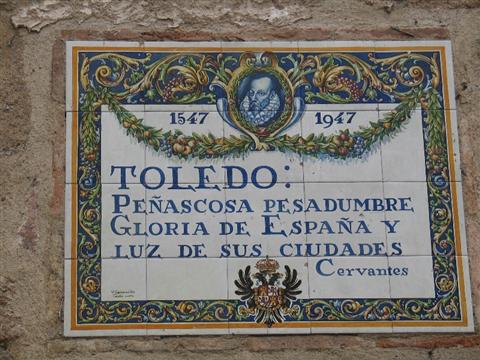 1547 1947
TOLEDO:
PEÑASCOSA PESADUMBRE
GLORIA DE ESPAÑA Y
LUZ DE SUS CIUDADES
Cervantes